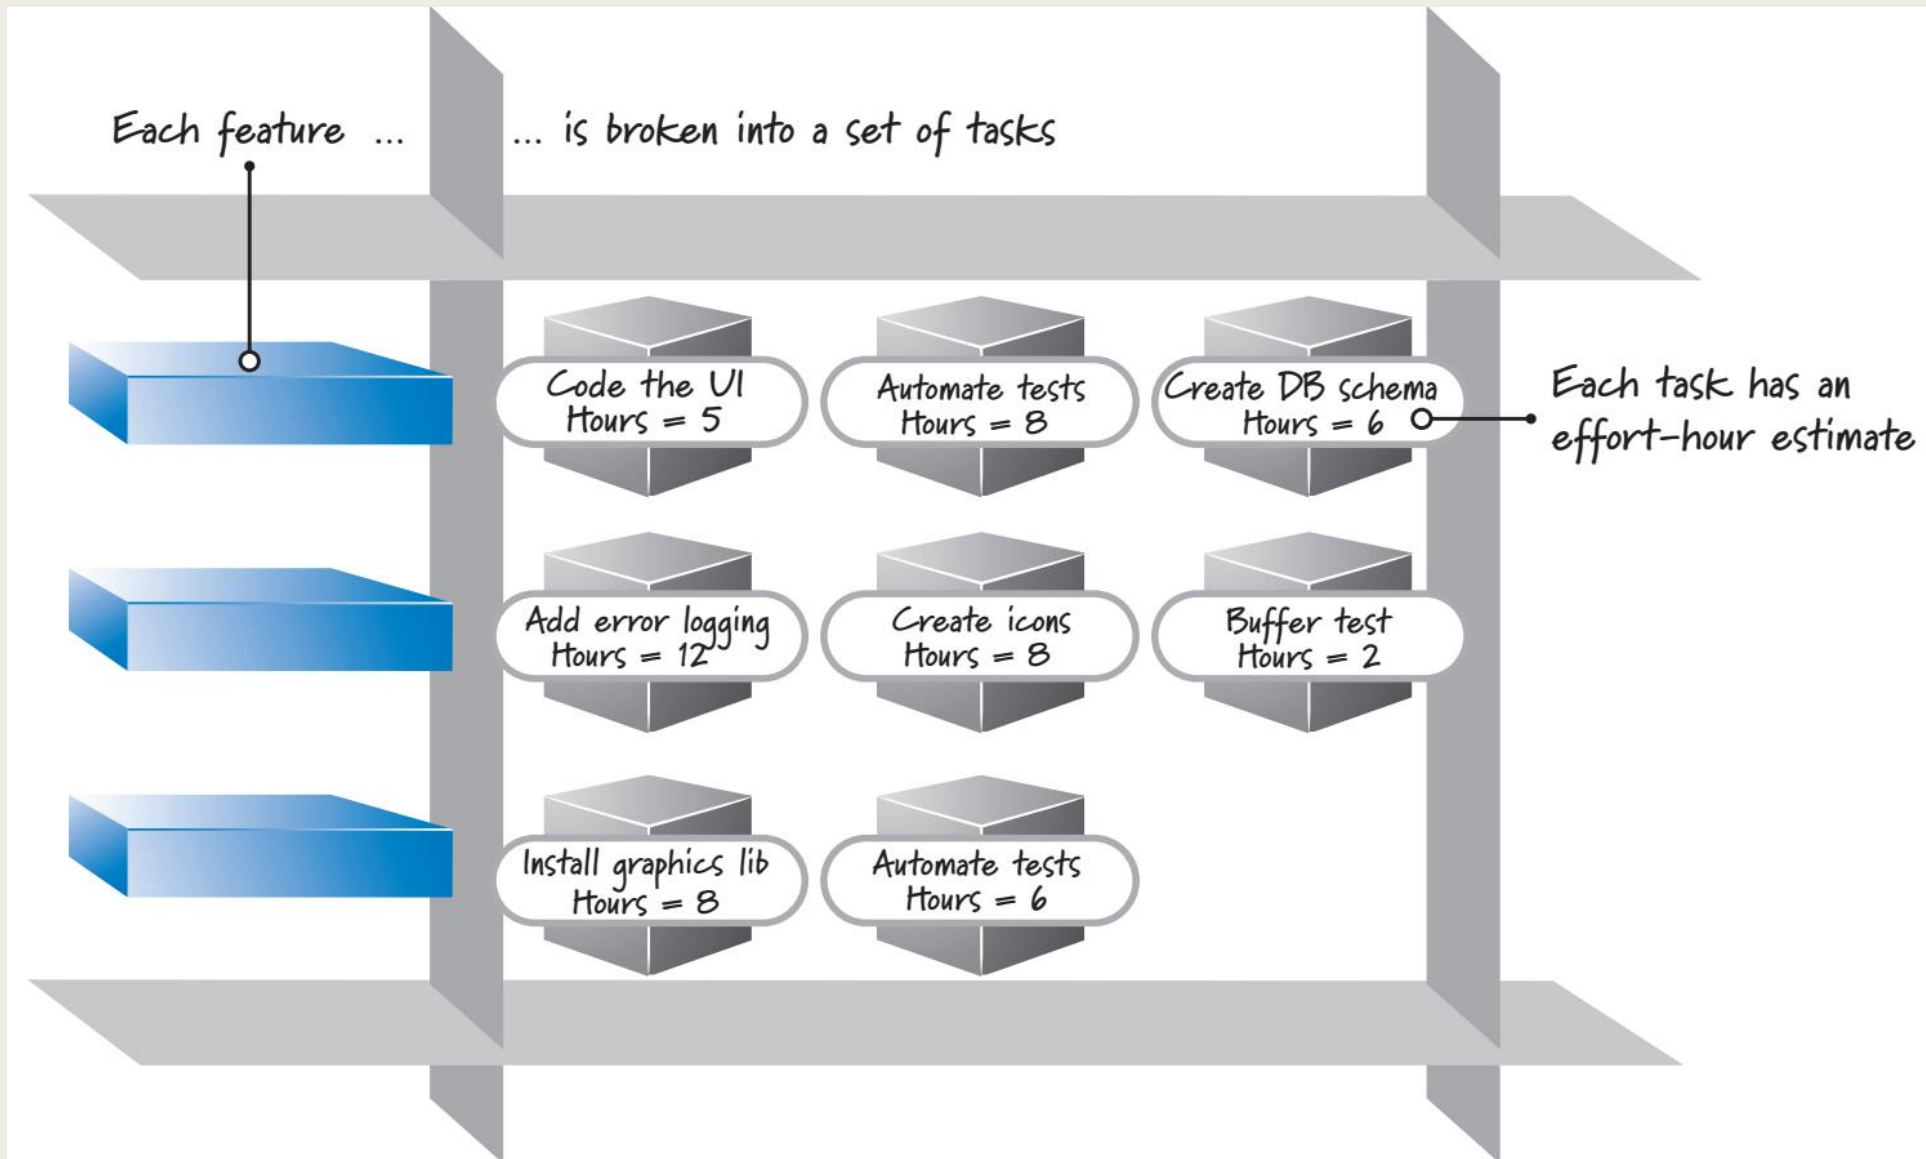 Each feature ...
... is broken into a set of tasks
Code the UI
Hours = 5
Automate tests
Hours = 8
Create DB schema
Hours = 6
Each task has an
effort-hour estimate
Add error logging
Hours = 12
Create icons
Hours = 8
Buffer test
Hours = 2
Install graphics lib
Hours = 8
Automate tests
Hours = 6